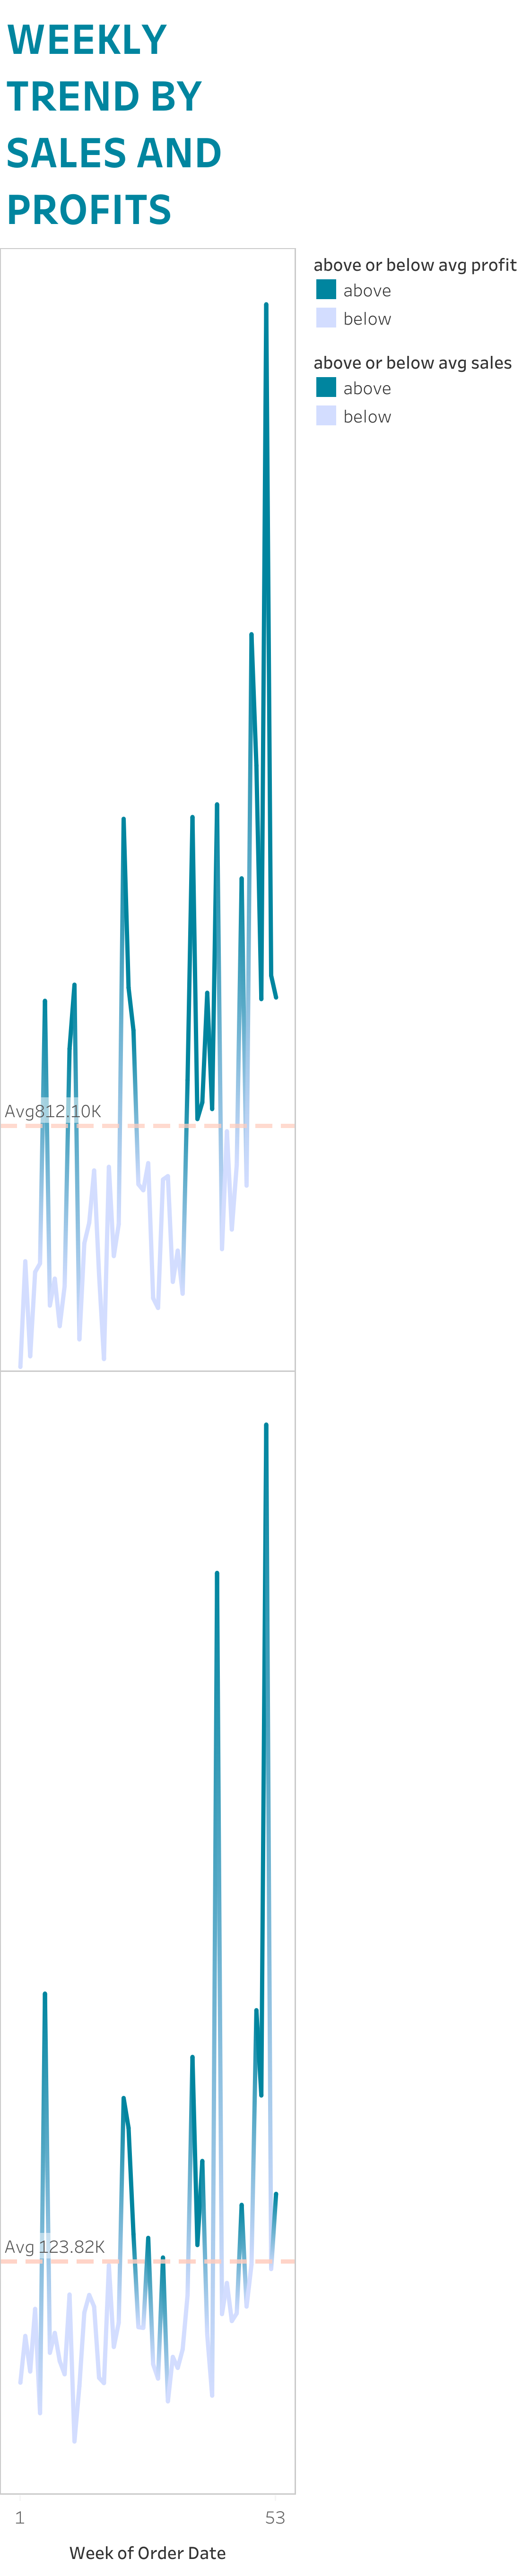 WEEKLY
TREND BY
SALES AND
PROFITS
above or below avg profit
above
below
above or below avg sales
above
below
Avg812.10K
Avg 123.82K
1
53
Week of Order Date